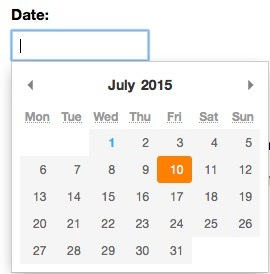 Date:
July 2015
Mon Tue Wed Thu Fri Sat Sun
1 2 3 4 5
6 7 8 9 10 11 12
13 14 15 16 17 18 19
20 21 22 23 24 25 26
27 28 29 30 31